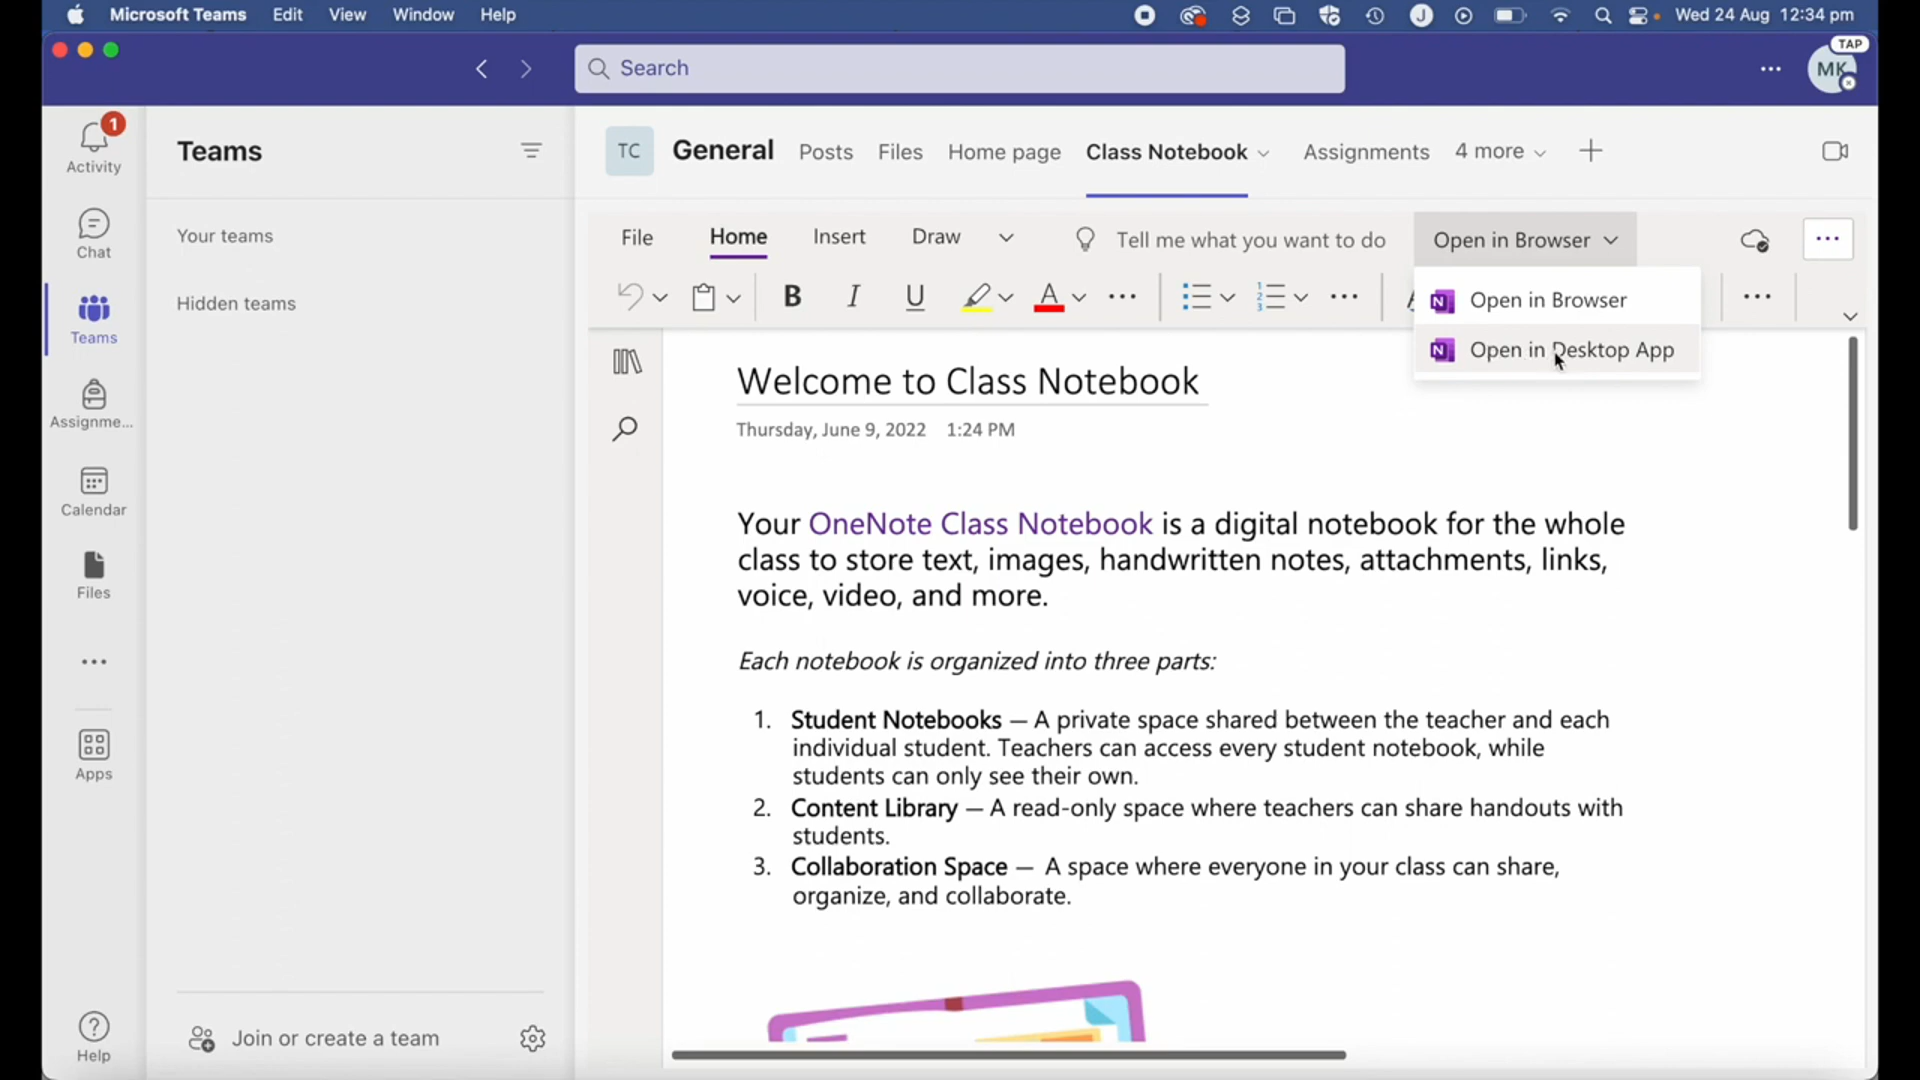 Microsoft Teams Edit View Window Help
J
Wed 24 Aug 12:34 pm
Search
TAP
MK
1
Activity
Chat
Teams
Assignme...
Calendar
Files
Apps
Help
Teams
Your teams
Hidden teams
Join or create a team
TC General Posts Files Home page Class Notebook Assignments 4 more
File Home Insert Draw Tell me what you want to do Open in Browser
B I U A
N Open in Browser
N Open in Desktop App
Welcome to Class Notebook
Thursday, June 9, 2022 1:24 PM
Your OneNote Class Notebook is a digital notebook for the whole
class to store text, images, handwritten notes, attachments, links,
voice, video, and more.
Each notebook is organized into three parts:
1. Student Notebooks — A private space shared between the teacher and each
individual student. Teachers can access every student notebook, while
students can only see their own.
2. Content Library — A read-only space where teachers can share handouts with
students.
3. Collaboration Space — A space where everyone in your class can share,
organize, and collaborate.